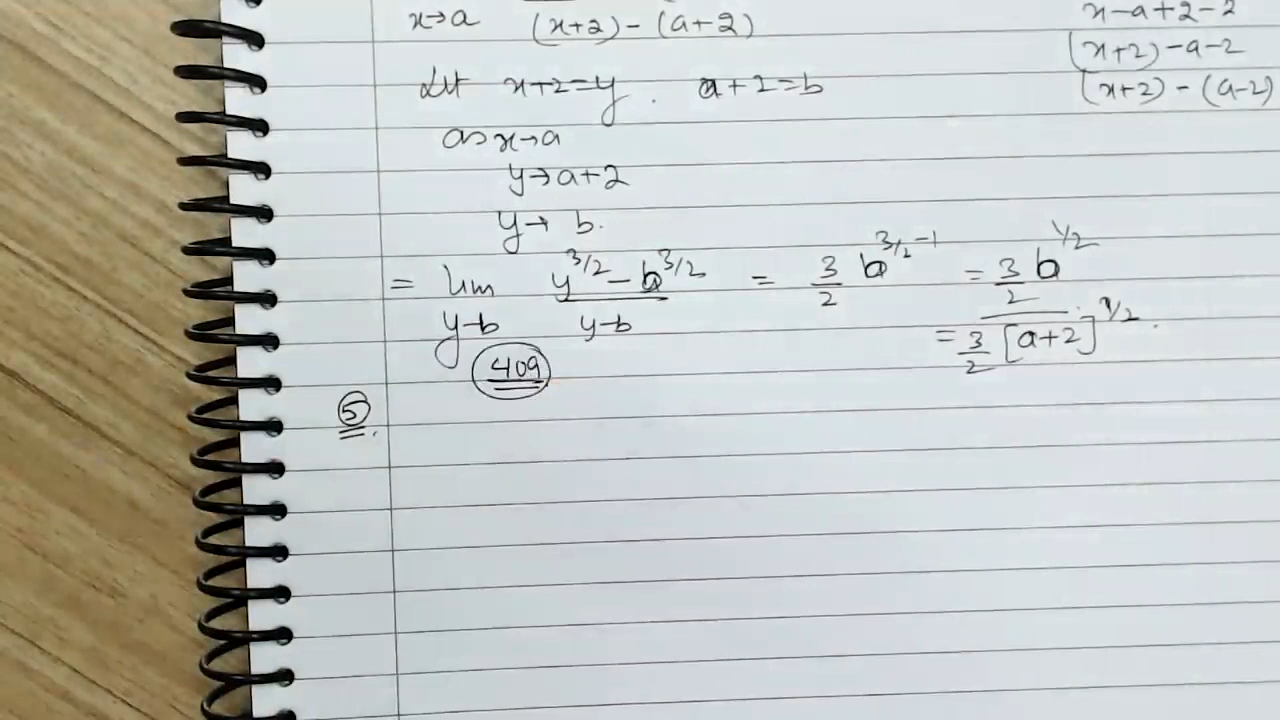 x→a (x+2) - (a+2)
x-a+2-2
(x+2) -a-2
(x+2) - (a-2)
Let x+2=y. a+2=b
as x→a
y→a+2
y→ b.
= lim y^3/2 - b^3/2 = 3/2 b^3/2-1 = 3/2 b^1/2
y→b y-b
= 3/2 [a+2]^1/2.
409
5.